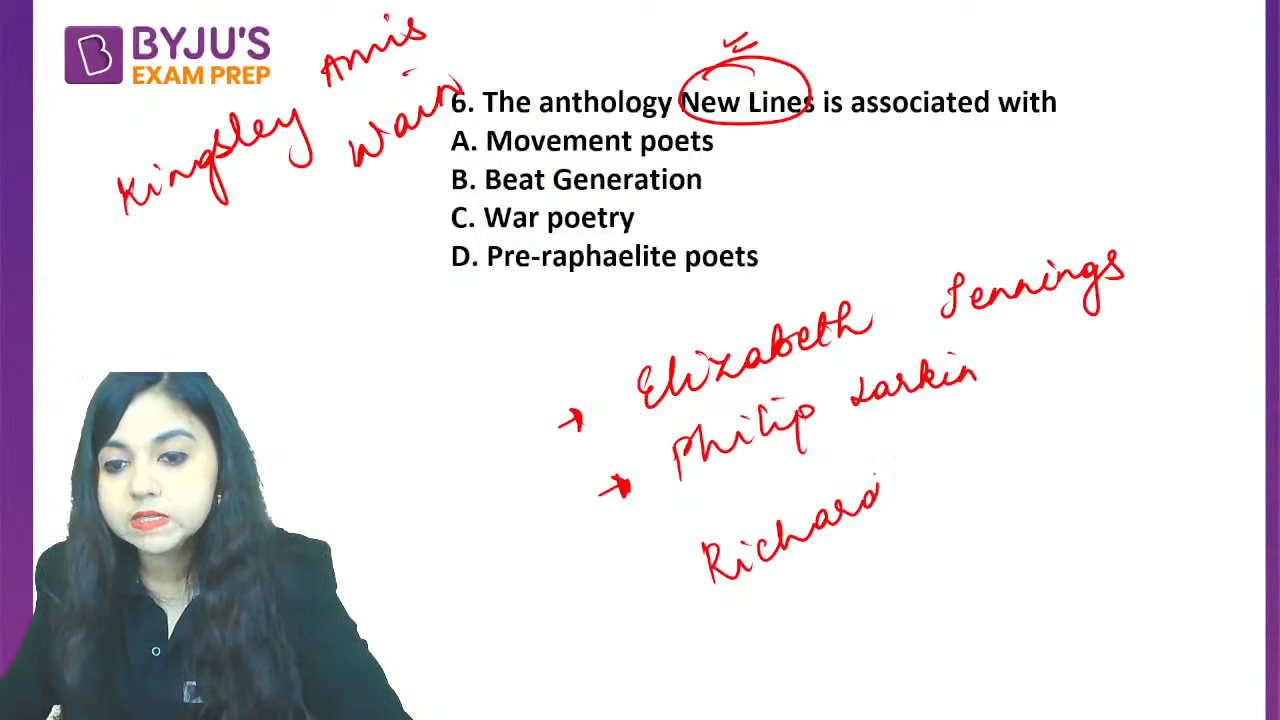 BYJU'S
EXAM PREP
Kingsley Amis
Wain
6. The anthology New Lines is associated with
A. Movement poets
B. Beat Generation
C. War poetry
D. Pre-raphaelite poets
Elizabeth Jennings
Philip Larkin
Richard